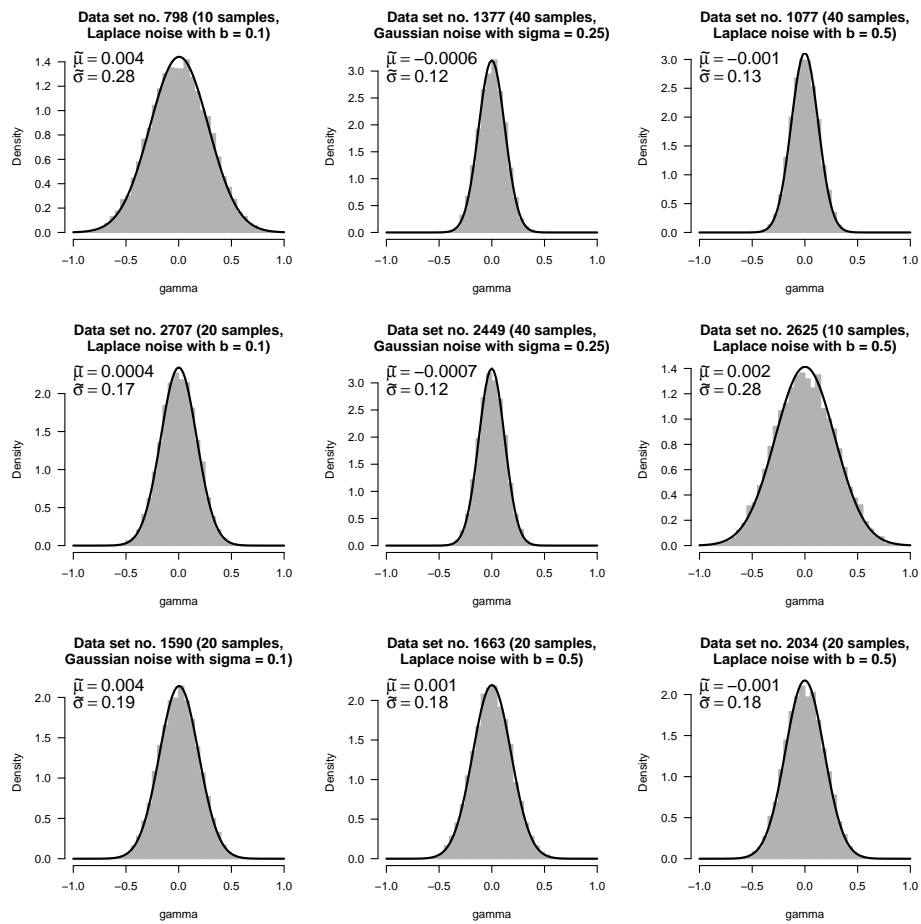 Data set no. 798 (10 samples,
Laplace noise with b = 0.1)
μ̃ = 0.004
σ̃ = 0.28
Density
0.0
0.2
0.4
0.6
0.8
1.0
1.2
1.4
−1.0 −0.5 0.0 0.5 1.0
gamma
Data set no. 1377 (40 samples,
Gaussian noise with sigma = 0.25)
μ̃ = −0.0006
σ̃ = 0.12
Density
0.0
0.5
1.0
1.5
2.0
2.5
3.0
−1.0 −0.5 0.0 0.5 1.0
gamma
Data set no. 1077 (40 samples,
Laplace noise with b = 0.5)
μ̃ = −0.001
σ̃ = 0.13
Density
0.0
0.5
1.0
1.5
2.0
2.5
3.0
−1.0 −0.5 0.0 0.5 1.0
gamma
Data set no. 2707 (20 samples,
Laplace noise with b = 0.1)
μ̃ = 0.0004
σ̃ = 0.17
Density
0.0
0.5
1.0
1.5
2.0
−1.0 −0.5 0.0 0.5 1.0
gamma
Data set no. 2449 (40 samples,
Gaussian noise with sigma = 0.25)
μ̃ = −0.0007
σ̃ = 0.12
Density
0.0
0.5
1.0
1.5
2.0
2.5
3.0
−1.0 −0.5 0.0 0.5 1.0
gamma
Data set no. 2625 (10 samples,
Laplace noise with b = 0.5)
μ̃ = 0.002
σ̃ = 0.28
Density
0.0
0.2
0.4
0.6
0.8
1.0
1.2
1.4
−1.0 −0.5 0.0 0.5 1.0
gamma
Data set no. 1590 (20 samples,
Gaussian noise with sigma = 0.1)
μ̃ = 0.004
σ̃ = 0.19
Density
0.0
0.5
1.0
1.5
2.0
−1.0 −0.5 0.0 0.5 1.0
gamma
Data set no. 1663 (20 samples,
Laplace noise with b = 0.5)
μ̃ = 0.001
σ̃ = 0.18
Density
0.0
0.5
1.0
1.5
2.0
−1.0 −0.5 0.0 0.5 1.0
gamma
Data set no. 2034 (20 samples,
Laplace noise with b = 0.5)
μ̃ = −0.001
σ̃ = 0.18
Density
0.0
0.5
1.0
1.5
2.0
−1.0 −0.5 0.0 0.5 1.0
gamma